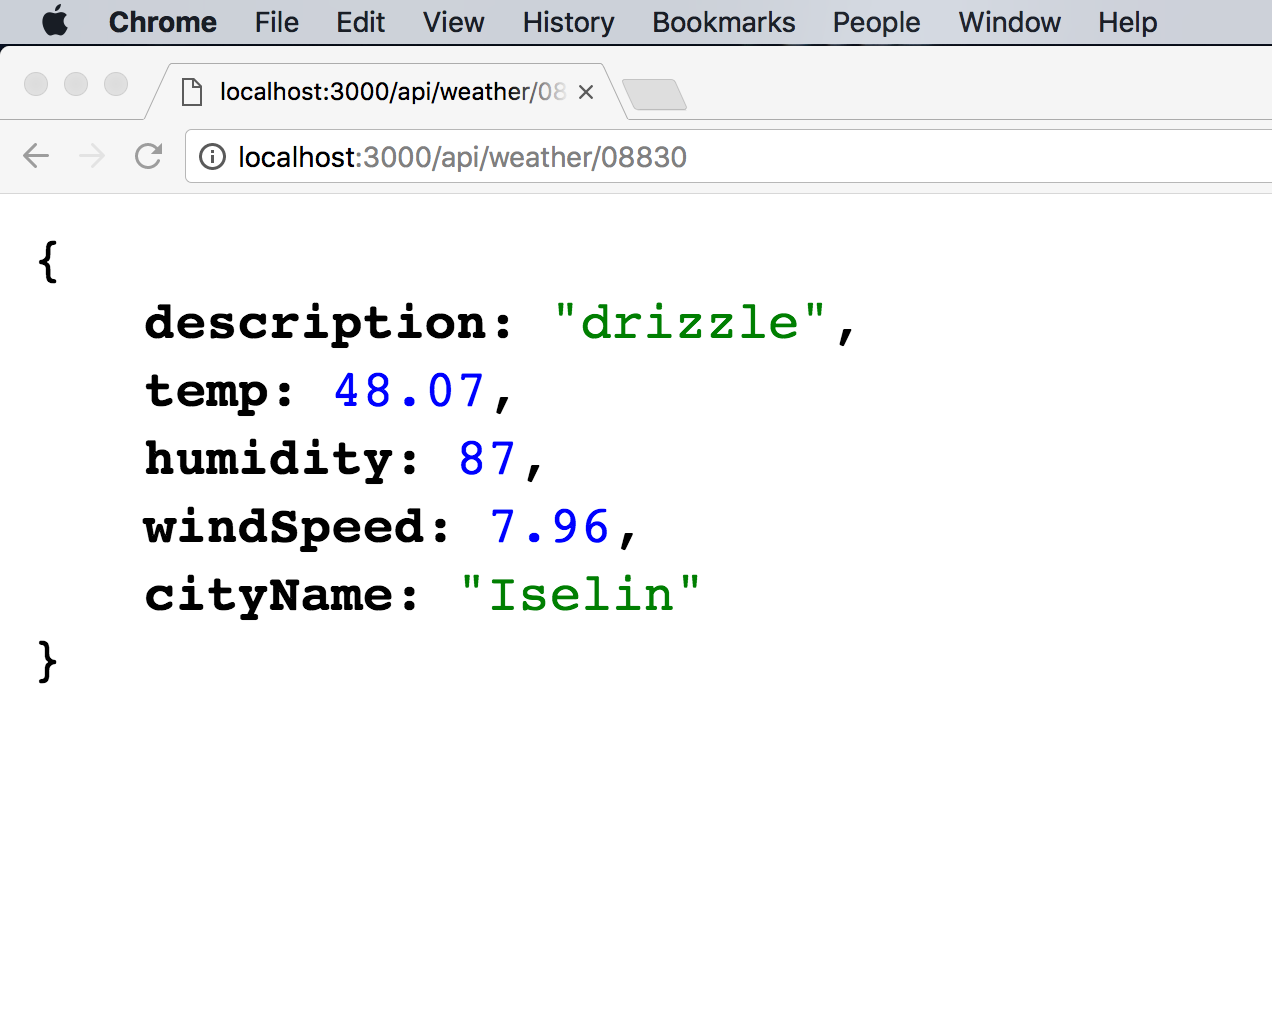 Chrome File Edit View History Bookmarks People Window Help
localhost:3000/api/weather/08
localhost:3000/api/weather/08830
{
description: "drizzle",
temp: 48.07,
humidity: 87,
windSpeed: 7.96,
cityName: "Iselin"
}